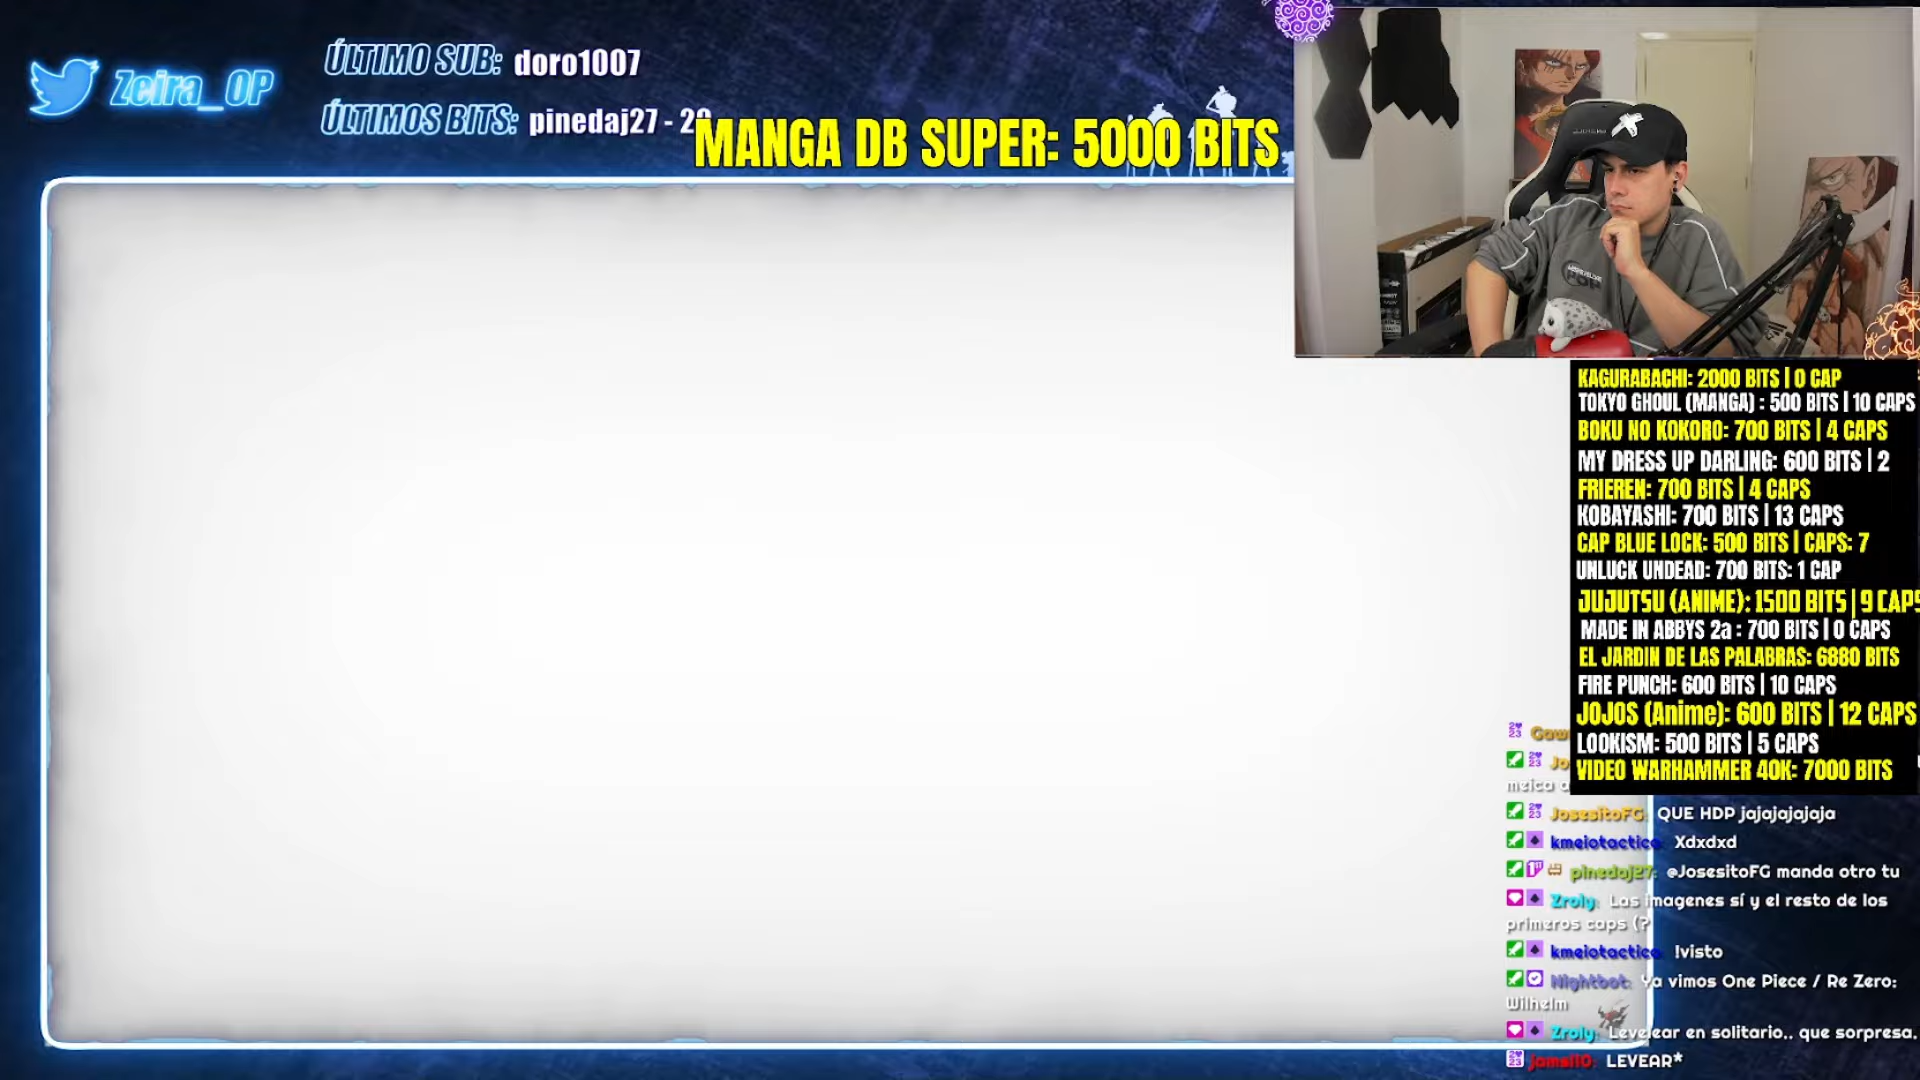 Zeira_OP
ÚLTIMO SUB: doro1007
ÚLTIMOS BITS: pinedaj27 - 20
MANGA DB SUPER: 5000 BITS
KAGURABACHI: 2000 BITS | 0 CAP
TOKYO GHOUL (MANGA) : 500 BITS | 10 CAPS
BOKU NO KOKORO: 700 BITS | 4 CAPS
MY DRESS UP DARLING: 600 BITS | 2
FRIEREN: 700 BITS | 4 CAPS
KOBAYASHI: 700 BITS | 13 CAPS
CAP BLUE LOCK: 500 BITS | CAPS: 7
UNLUCK UNDEAD: 700 BITS: 1 CAP
JUJUTSU (ANIME): 1500 BITS | 9 CAPS
MADE IN ABBYS 2a : 700 BITS | 0 CAPS
EL JARDIN DE LAS PALABRAS: 6880 BITS
FIRE PUNCH: 600 BITS | 10 CAPS
JOJOS (Anime): 600 BITS | 12 CAPS
LOOKISM: 500 BITS | 5 CAPS
VIDEO WARHAMMER 40K: 7000 BITS
Gaw
Jo
meica
JosesitoFG: QUE HDP jajajajajaja
kmeiotactico: Xdxdxd
pinedaj27: @JosesitoFG manda otro tu
Zroly: Las imagenes sí y el resto de los
primeros caps (?
kmeiotactico: !visto
Nightbot: Ya vimos One Piece / Re Zero:
Wilhelm
Zroly: Levelear en solitario,. que sorpresa.
LEVEAR*